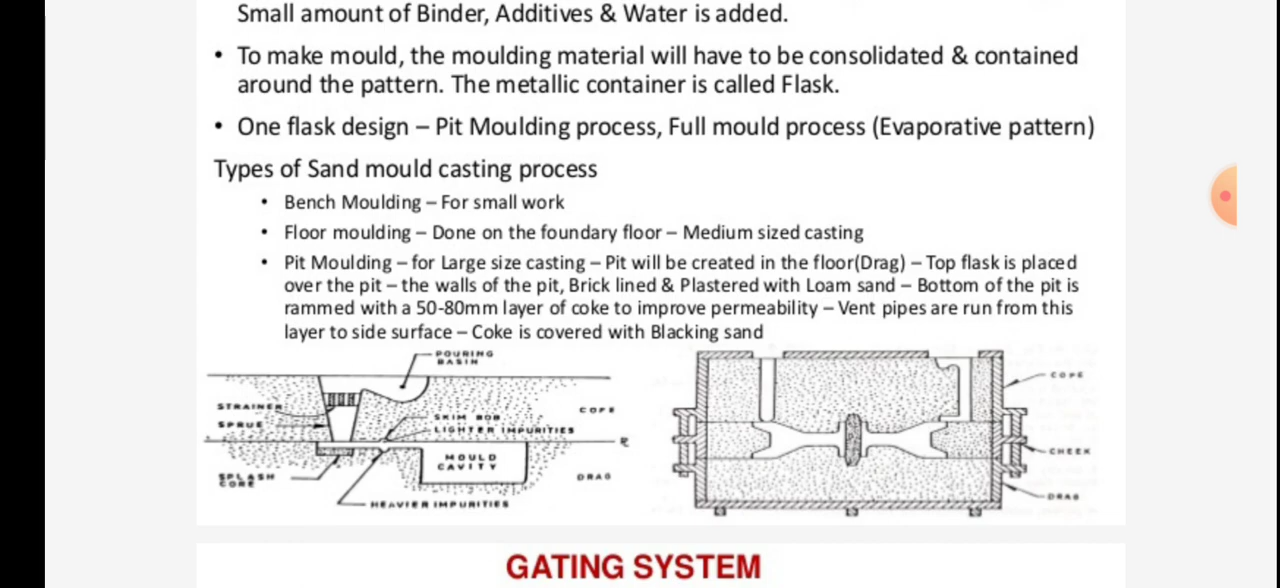 Small amount of Binder, Additives & Water is added.
• To make mould, the moulding material will have to be consolidated & contained
around the pattern. The metallic container is called Flask.
• One flask design – Pit Moulding process, Full mould process (Evaporative pattern)
Types of Sand mould casting process
• Bench Moulding – For small work
• Floor moulding – Done on the foundary floor – Medium sized casting
• Pit Moulding – for Large size casting – Pit will be created in the floor(Drag) – Top flask is placed
over the pit – the walls of the pit, Brick lined & Plastered with Loam sand – Bottom of the pit is
rammed with a 50-80mm layer of coke to improve permeability – Vent pipes are run from this
layer to side surface – Coke is covered with Blacking sand
POURING
BASIN
STRAINER
SPRUE
SKIM BOB
LIGHTER IMPURITIES
COPE
MOULD
CAVITY
SPLASH
CORE
DRAG
HEAVIER IMPURITIES
COPE
CHEEK
DRAG
GATING SYSTEM